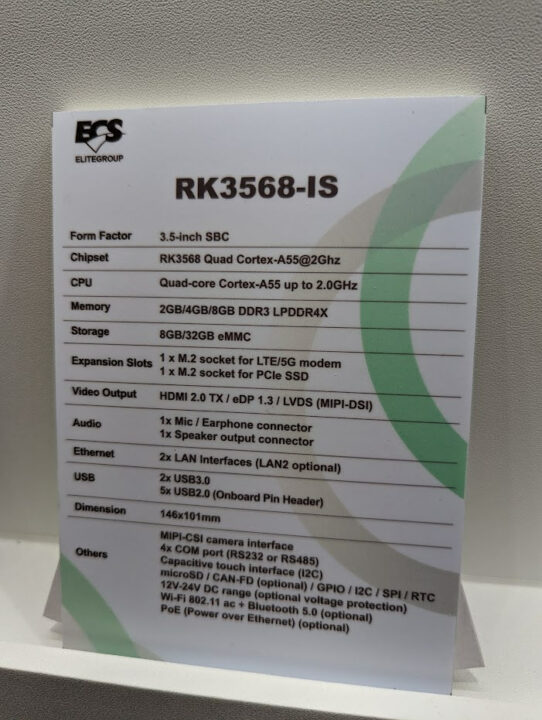 ECS
ELITEGROUP
RK3568-IS
Form Factor 3.5-inch SBC
Chipset RK3568 Quad Cortex-A55@2Ghz
CPU Quad-core Cortex-A55 up to 2.0GHz
Memory 2GB/4GB/8GB DDR3 LPDDR4X
Storage 8GB/32GB eMMC
Expansion Slots 1 x M.2 socket for LTE/5G modem
1 x M.2 socket for PCIe SSD
Video Output HDMI 2.0 TX / eDP 1.3 / LVDS (MIPI-DSI)
Audio 1x Mic / Earphone connector
1x Speaker output connector
Ethernet 2x LAN Interfaces (LAN2 optional)
USB 2x USB3.0
5x USB2.0 (Onboard Pin Header)
Dimension 146x101mm
Others MIPI-CSI camera interface
4x COM port (RS232 or RS485)
Capacitive touch interface (I2C)
microSD / CAN-FD (optional) / GPIO / I2C / SPI / RTC
12V-24V DC range (optional voltage protection)
Wi-Fi 802.11 ac + Bluetooth 5.0 (optional)
PoE (Power over Ethernet) (optional)